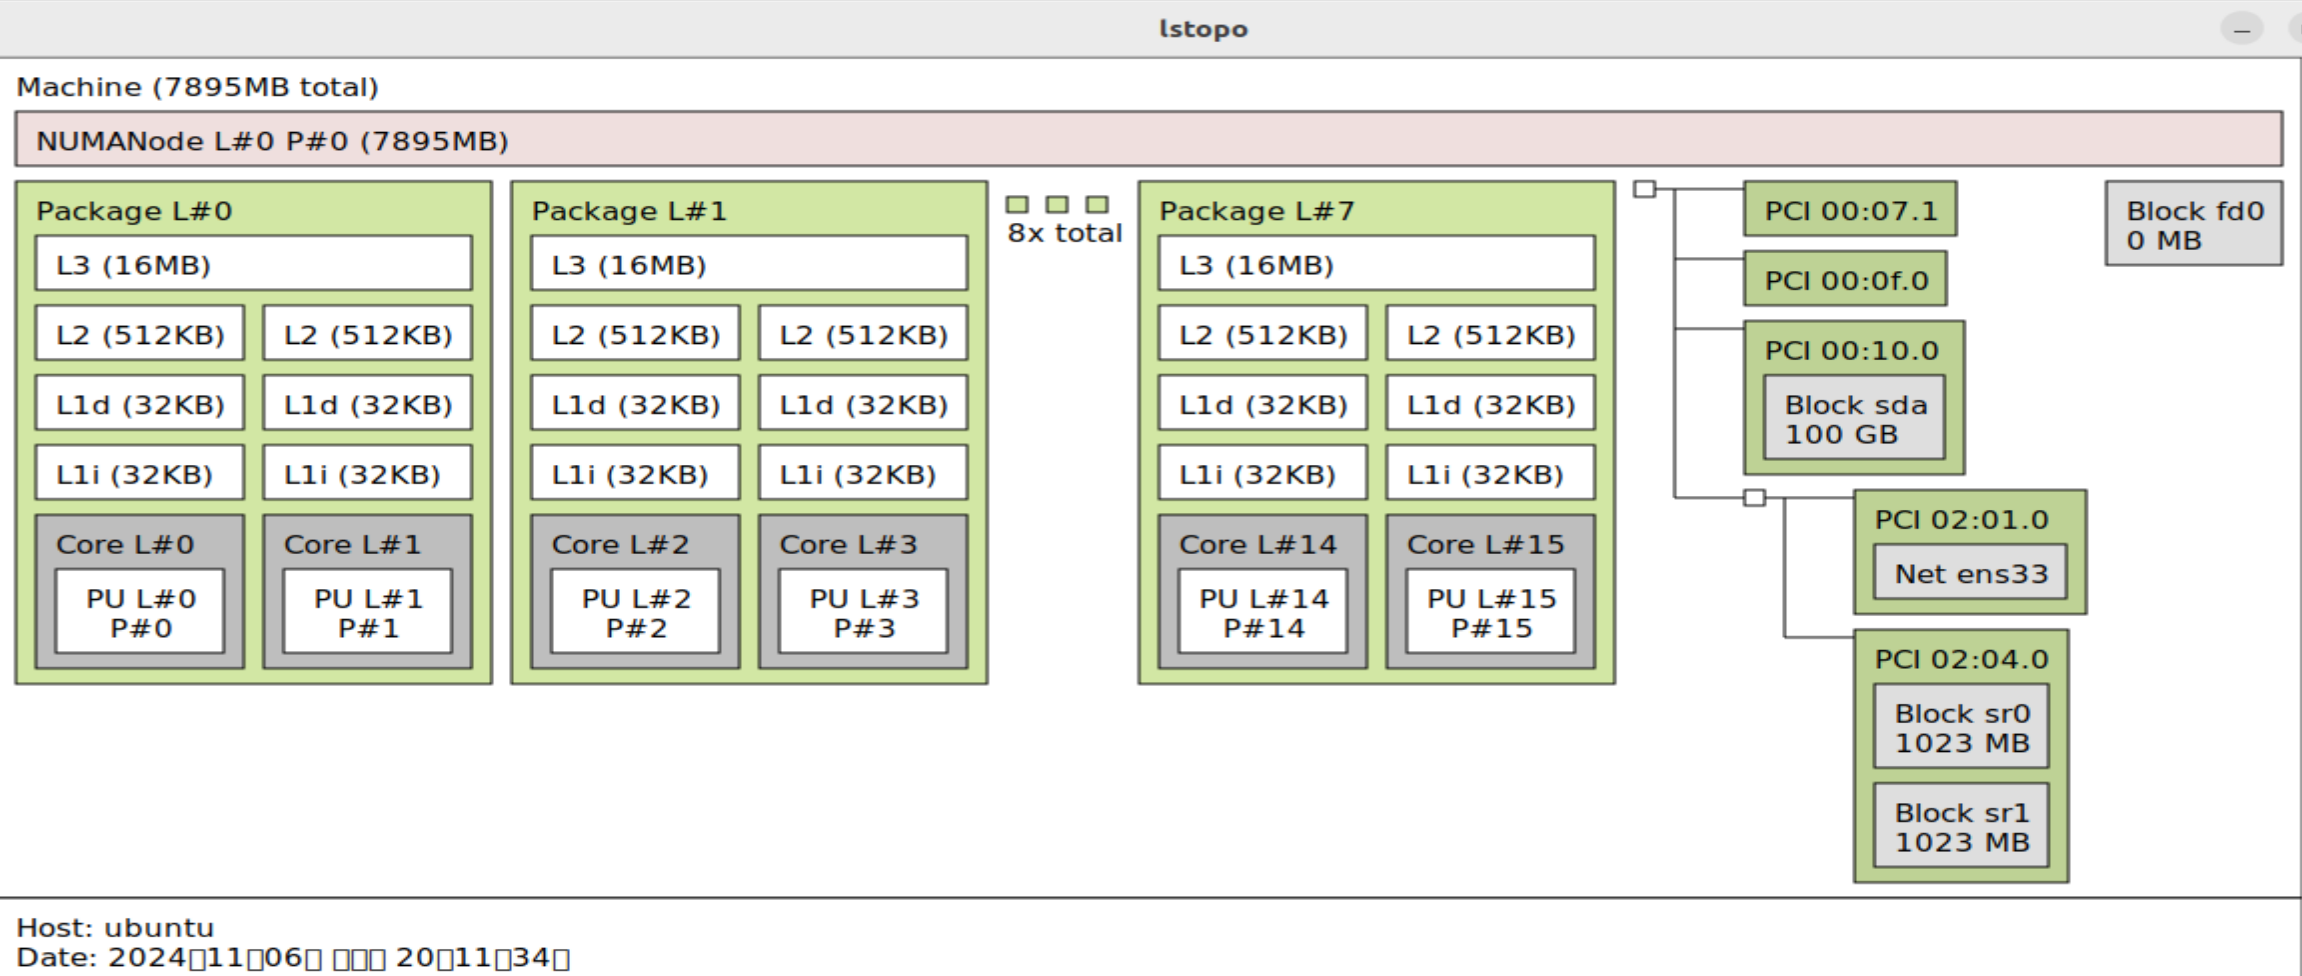 lstopo
Machine (7895MB total)
NUMANode L#0 P#0 (7895MB)
Package L#0
L3 (16MB)
L2 (512KB)
L2 (512KB)
L1d (32KB)
L1d (32KB)
L1i (32KB)
L1i (32KB)
Core L#0
PU L#0
P#0
Core L#1
PU L#1
P#1
Package L#1
L3 (16MB)
L2 (512KB)
L2 (512KB)
L1d (32KB)
L1d (32KB)
L1i (32KB)
L1i (32KB)
Core L#2
PU L#2
P#2
Core L#3
PU L#3
P#3
8x total
Package L#7
L3 (16MB)
L2 (512KB)
L2 (512KB)
L1d (32KB)
L1d (32KB)
L1i (32KB)
L1i (32KB)
Core L#14
PU L#14
P#14
Core L#15
PU L#15
P#15
PCI 00:07.1
PCI 00:0f.0
PCI 00:10.0
Block sda
100 GB
PCI 02:01.0
Net ens33
PCI 02:04.0
Block sr0
1023 MB
Block sr1
1023 MB
Block fd0
0 MB
Host: ubuntu
Date: 2024▯11▯06▯ ▯▯▯ 20▯11▯34▯